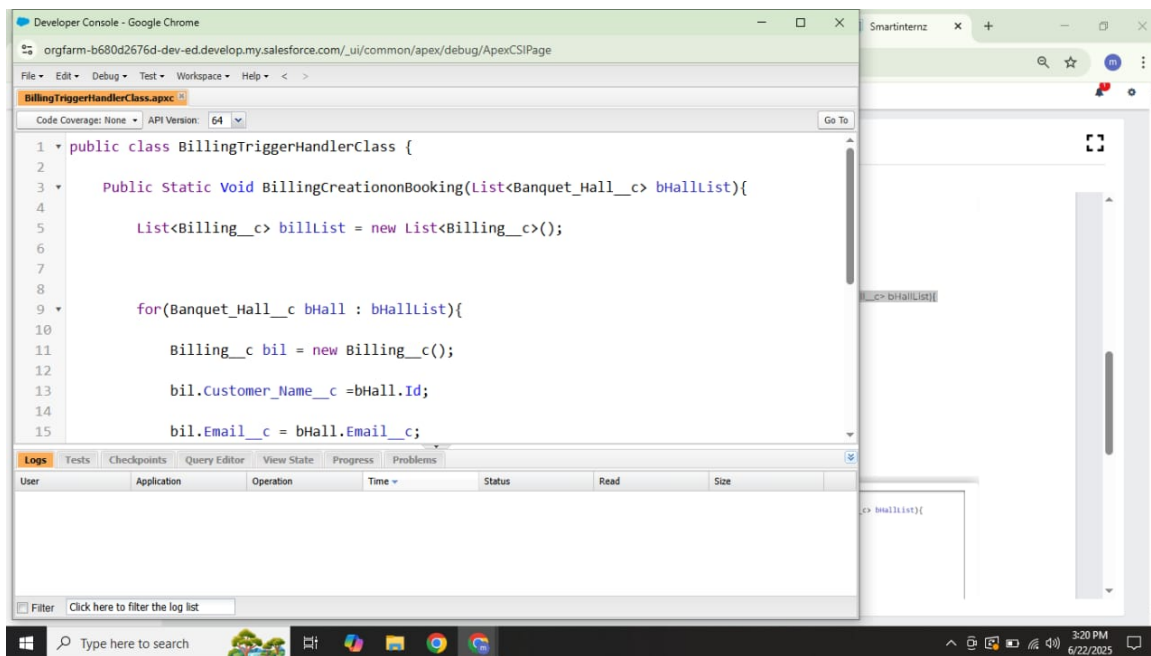 Developer Console - Google Chrome
Smartinternz
orgfarm-b680d2676d-dev-ed.develop.my.salesforce.com/_ui/common/apex/debug/ApexCSIPage
m
File Edit Debug Test Workspace Help < >
BillingTriggerHandlerClass.apxc
Code Coverage: None API Version: 64 Go To
1 public class BillingTriggerHandlerClass {
2
3 Public Static Void BillingCreationonBooking(List<Banquet_Hall__c> bHallList){
4
5 List<Billing__c> billList = new List<Billing__c>();
6
7
8
9 for(Banquet_Hall__c bHall : bHallList){
10
11 Billing__c bil = new Billing__c();
12
13 bil.Customer_Name__c =bHall.Id;
14
15 bil.Email__c = bHall.Email__c;
ll__c> bHallList){
Logs Tests Checkpoints Query Editor View State Progress Problems
User Application Operation Time Status Read Size
_c> bHallList){
Filter Click here to filter the log list
Type here to search
3:20 PM
6/22/2025